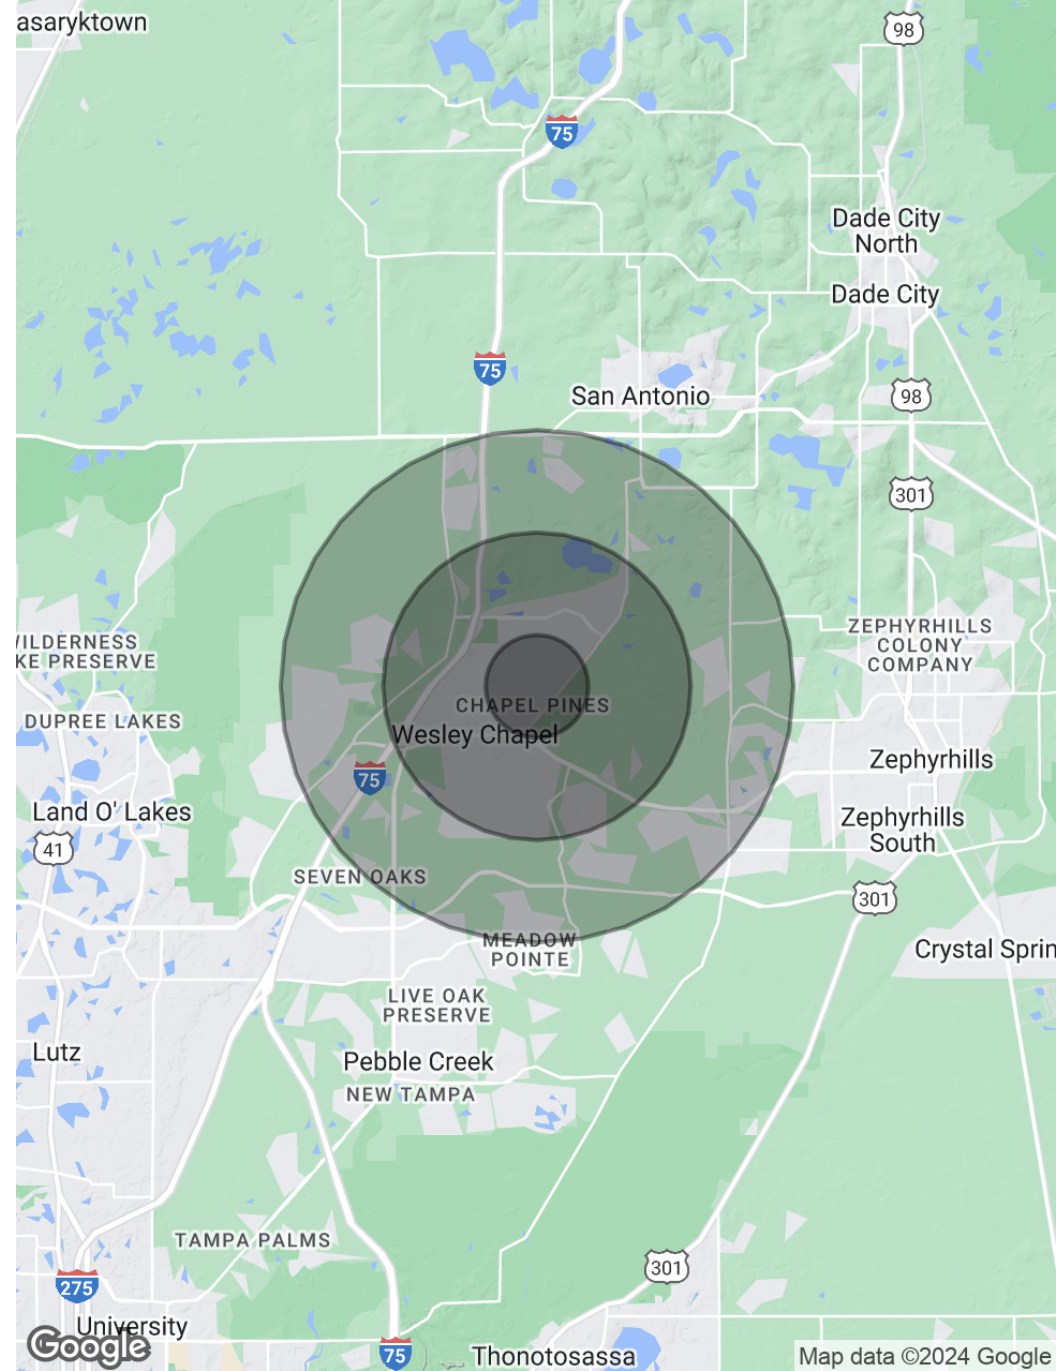 asaryktown
98
75
Dade City
North
Dade City
75
San Antonio
98
301
WILDERNESS
KE PRESERVE
ZEPHYRHILLS
COLONY
COMPANY
CHAPEL PINES
DUPREE LAKES
Wesley Chapel
Zephyrhills
75
Land O' Lakes
Zephyrhills
South
41
SEVEN OAKS
301
MEADOW
POINTE
Crystal Sprin
LIVE OAK
PRESERVE
Lutz
Pebble Creek
NEW TAMPA
TAMPA PALMS
301
275
University
Google
75
Thonotosassa
Map data ©2024 Google